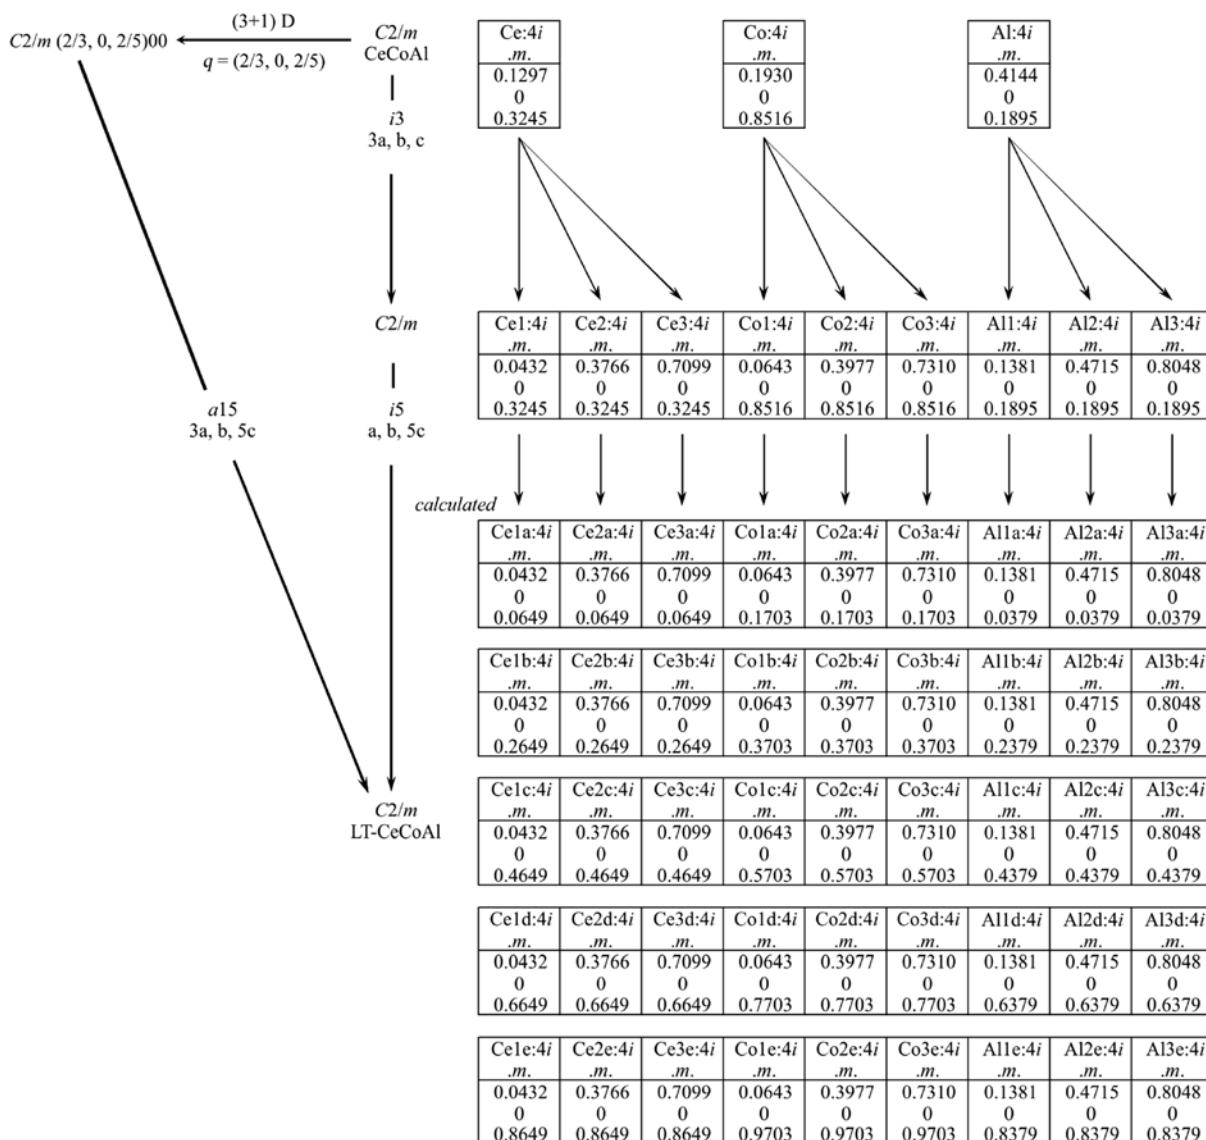 (3+1) D
C2/m (2/3, 0, 2/5)00
q = (2/3, 0, 2/5)
C2/m
CeCoAl
i3
3a, b, c
Ce:4i Co:4i Al:4i
.m. .m. .m.
0.1297 0.1930 0.4144
0 0 0
0.3245 0.8516 0.1895
C2/m
Ce1:4i Ce2:4i Ce3:4i Co1:4i Co2:4i Co3:4i Al1:4i Al2:4i Al3:4i
.m. .m. .m. .m. .m. .m. .m. .m. .m.
0.0432 0.3766 0.7099 0.0643 0.3977 0.7310 0.1381 0.4715 0.8048
0 0 0 0 0 0 0 0 0
0.3245 0.3245 0.3245 0.8516 0.8516 0.8516 0.1895 0.1895 0.1895
a15
3a, b, 5c
i5
a, b, 5c
calculated
Ce1a:4i Ce2a:4i Ce3a:4i Co1a:4i Co2a:4i Co3a:4i Al1a:4i Al2a:4i Al3a:4i
.m. .m. .m. .m. .m. .m. .m. .m. .m.
0.0432 0.3766 0.7099 0.0643 0.3977 0.7310 0.1381 0.4715 0.8048
0 0 0 0 0 0 0 0 0
0.0649 0.0649 0.0649 0.1703 0.1703 0.1703 0.0379 0.0379 0.0379
Ce1b:4i Ce2b:4i Ce3b:4i Co1b:4i Co2b:4i Co3b:4i Al1b:4i Al2b:4i Al3b:4i
.m. .m. .m. .m. .m. .m. .m. .m. .m.
0.0432 0.3766 0.7099 0.0643 0.3977 0.7310 0.1381 0.4715 0.8048
0 0 0 0 0 0 0 0 0
0.2649 0.2649 0.2649 0.3703 0.3703 0.3703 0.2379 0.2379 0.2379
C2/m
LT-CeCoAl
Ce1c:4i Ce2c:4i Ce3c:4i Co1c:4i Co2c:4i Co3c:4i Al1c:4i Al2c:4i Al3c:4i
.m. .m. .m. .m. .m. .m. .m. .m. .m.
0.0432 0.3766 0.7099 0.0643 0.3977 0.7310 0.1381 0.4715 0.8048
0 0 0 0 0 0 0 0 0
0.4649 0.4649 0.4649 0.5703 0.5703 0.5703 0.4379 0.4379 0.4379
Ce1d:4i Ce2d:4i Ce3d:4i Co1d:4i Co2d:4i Co3d:4i Al1d:4i Al2d:4i Al3d:4i
.m. .m. .m. .m. .m. .m. .m. .m. .m.
0.0432 0.3766 0.7099 0.0643 0.3977 0.7310 0.1381 0.4715 0.8048
0 0 0 0 0 0 0 0 0
0.6649 0.6649 0.6649 0.7703 0.7703 0.7703 0.6379 0.6379 0.6379
Ce1e:4i Ce2e:4i Ce3e:4i Co1e:4i Co2e:4i Co3e:4i Al1e:4i Al2e:4i Al3e:4i
.m. .m. .m. .m. .m. .m. .m. .m. .m.
0.0432 0.3766 0.7099 0.0643 0.3977 0.7310 0.1381 0.4715 0.8048
0 0 0 0 0 0 0 0 0
0.8649 0.8649 0.8649 0.9703 0.9703 0.9703 0.8379 0.8379 0.8379